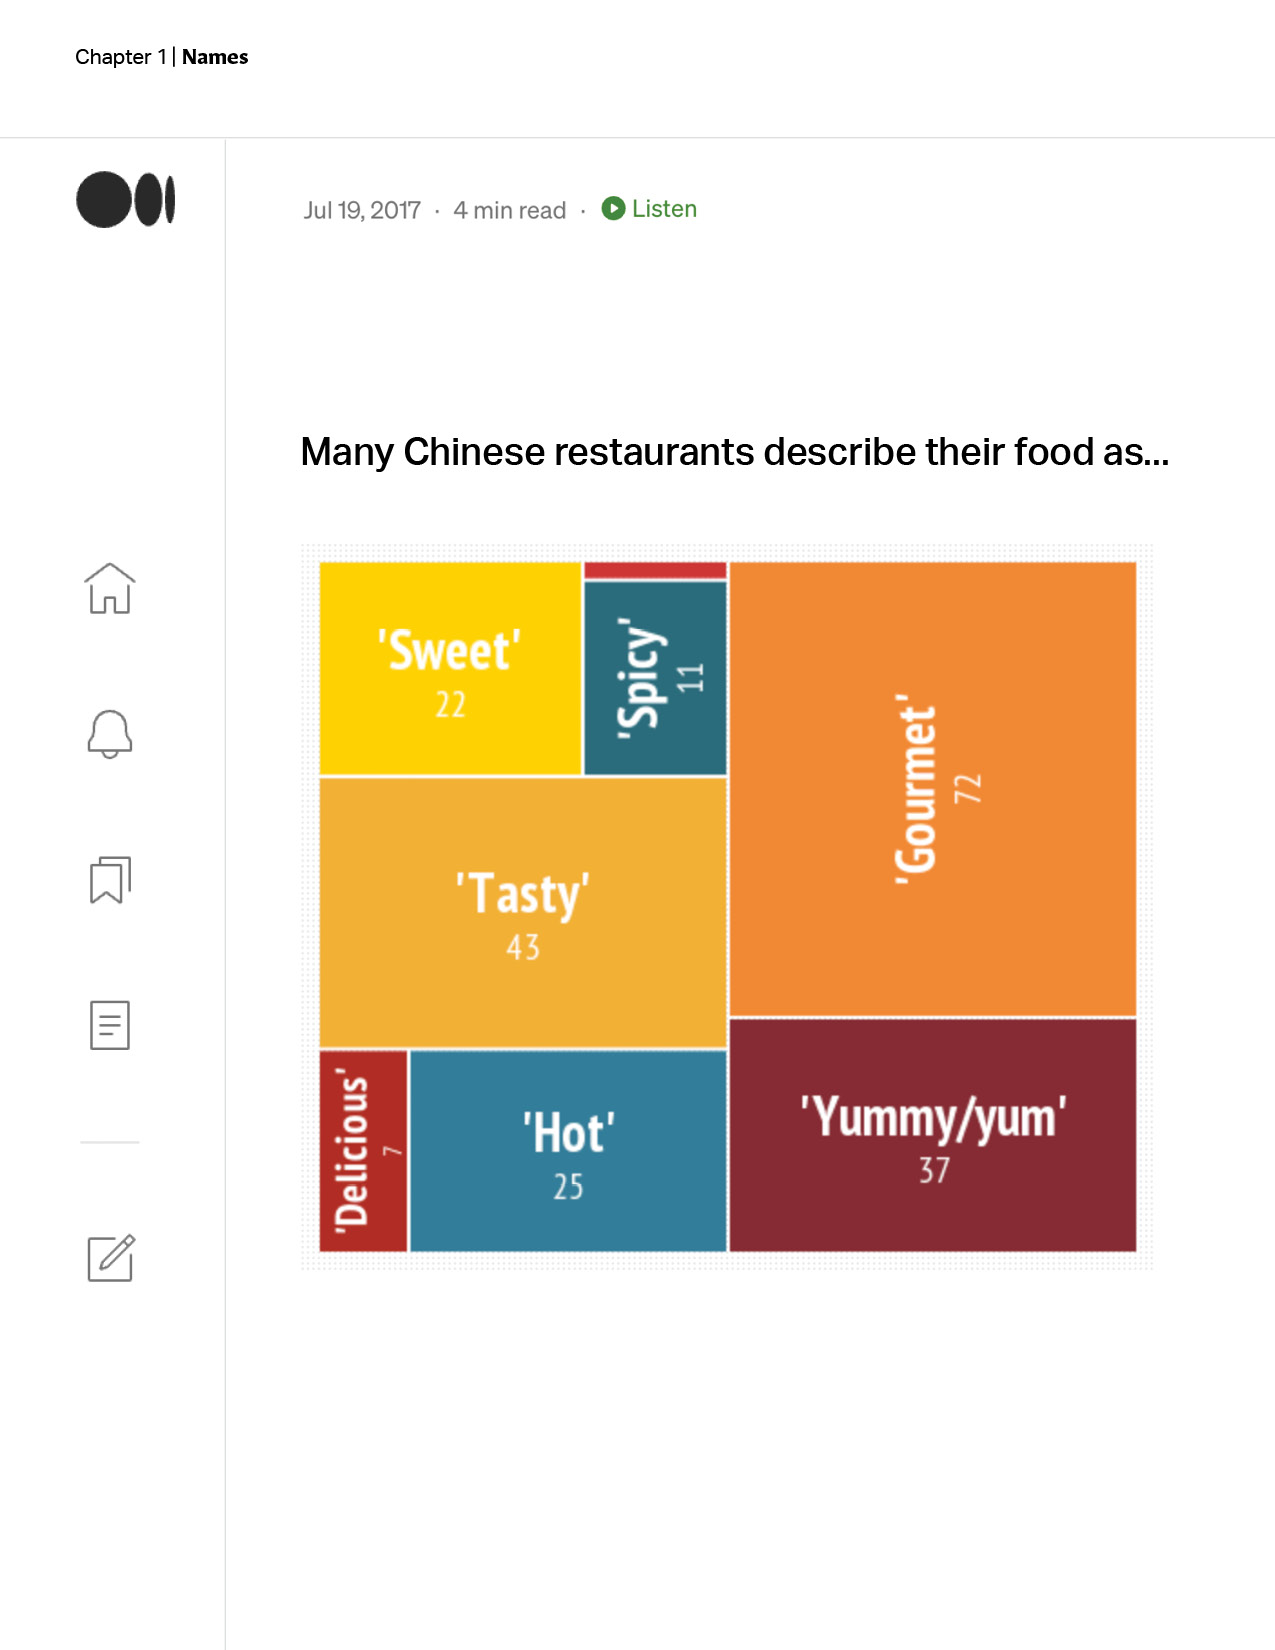 Chapter 1 | Names
Jul 19, 2017 · 4 min read · Listen
Many Chinese restaurants describe their food as...
'Sweet'
22
'Spicy'
11
'Gourmet'
72
'Tasty'
43
'Delicious'
7
'Hot'
25
'Yummy/yum'
37